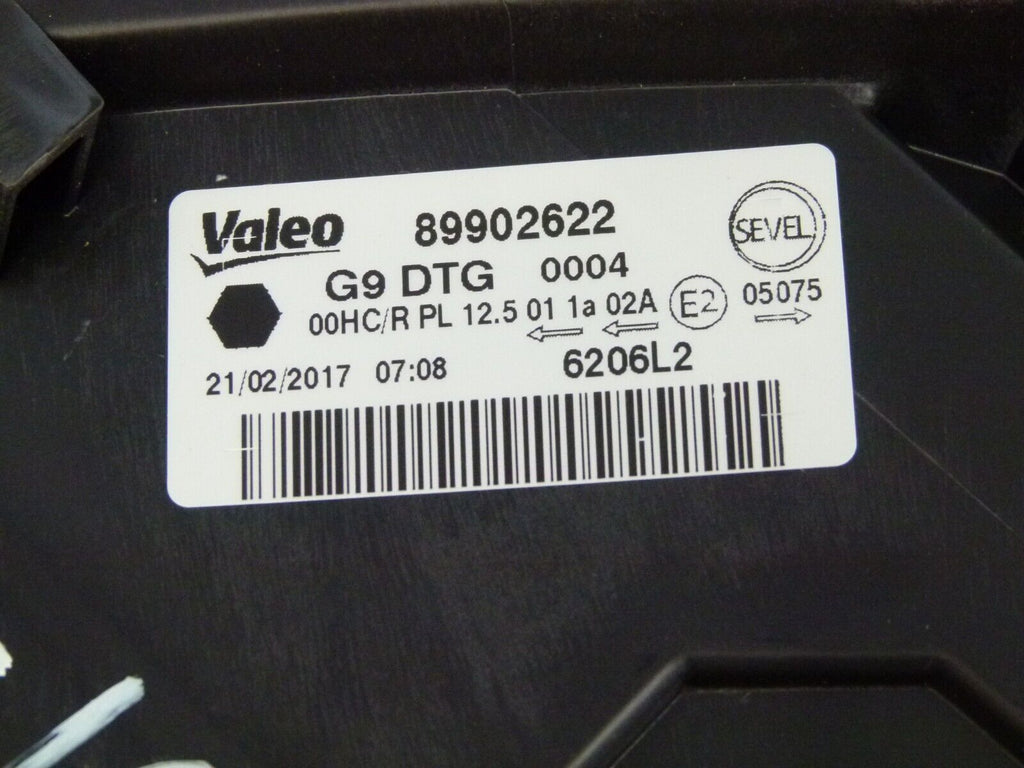 Valeo 89902622 SEVEL
G9 DTG 0004
00HC/R PL 12.5 01 1a 02A E2 05075
21/02/2017 07:08 6206L2